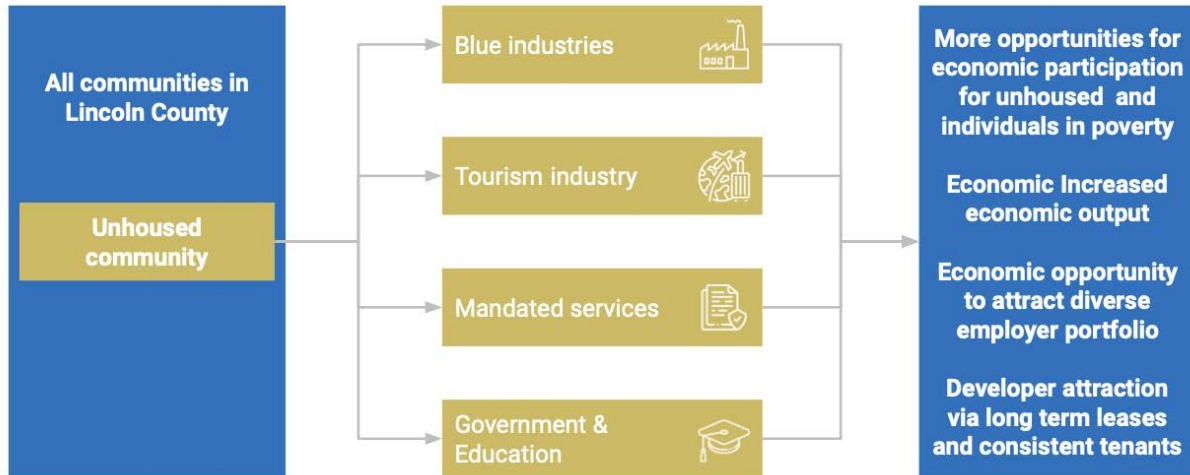 All communities in
Lincoln County
Unhoused
community
Blue industries
Tourism industry
Mandated services
Government &
Education
More opportunities for
economic participation
for unhoused and
individuals in poverty
Economic Increased
economic output
Economic opportunity
to attract diverse
employer portfolio
Developer attraction
via long term leases
and consistent tenants